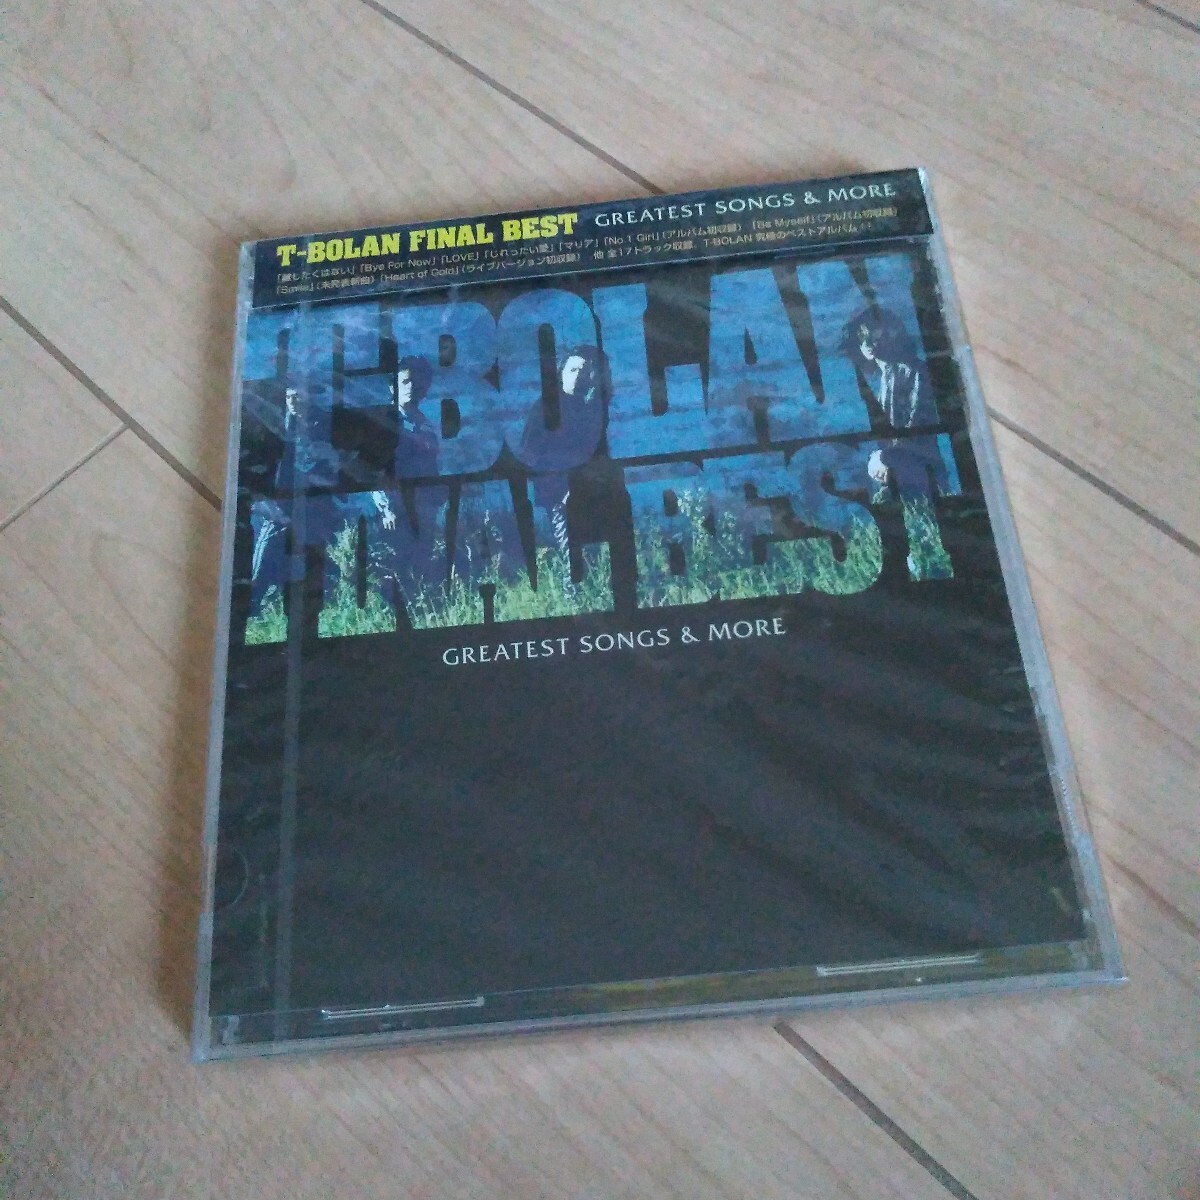 T-BOLAN FINAL BEST GREATEST SONGS & MORE
「離したくはない」「Bye For Now」「LOVE」「じれったい愛」「マリア」「No.1 Girl」(アルバム初収録) 「Be Myself」(アルバム初収録)
「Smile」(未発表新曲)「Heart of Gold」(ライブバージョン初収録) 他 全17トラック収録。T-BOLAN 究極のベストアルバム
T-BOLAN
FINAL BEST
GREATEST SONGS & MORE